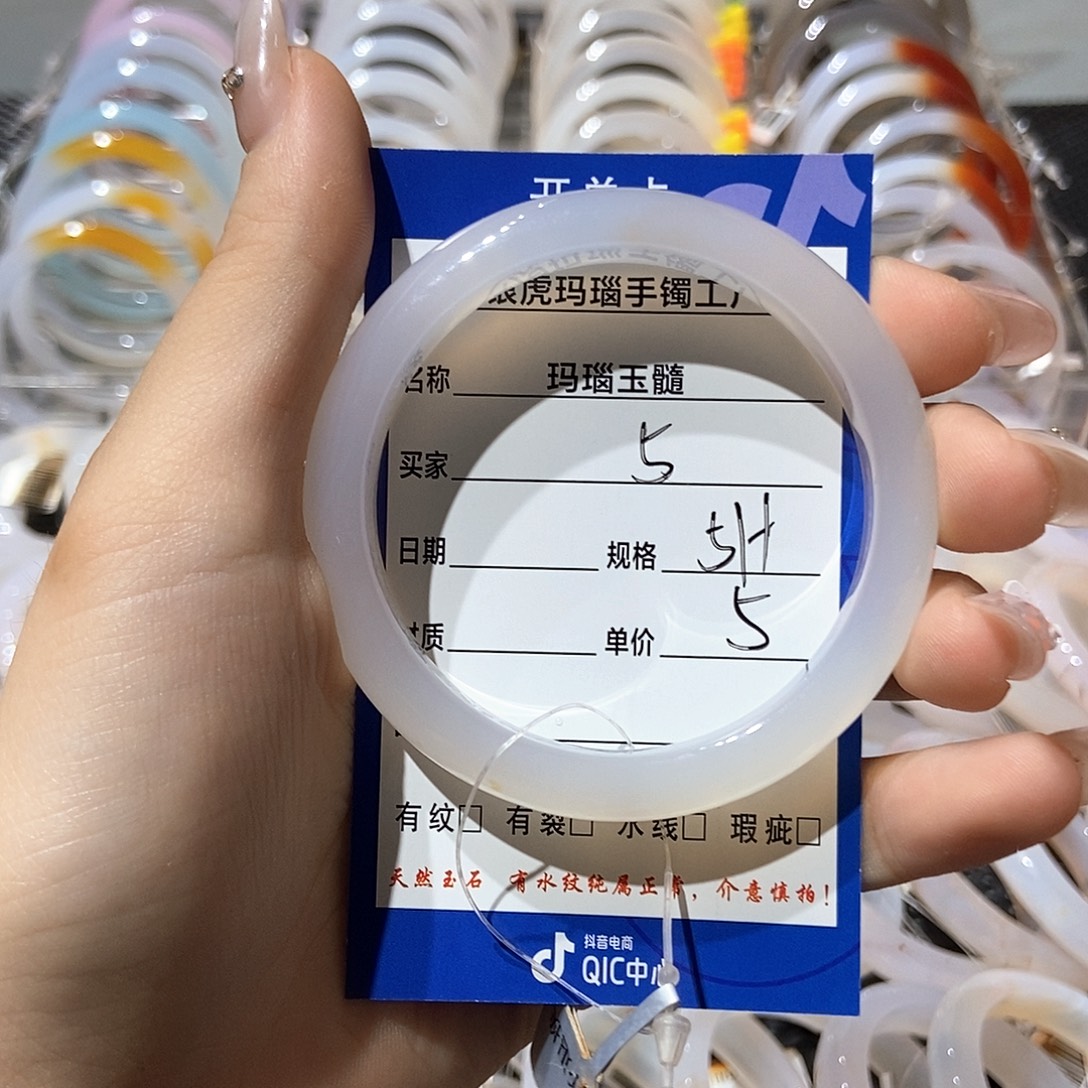 开单卡
银虎玛瑙手镯工厂
名称 玛瑙玉髓
买家 5
日期 规格 5H
材质 单价 5
有纹□ 有裂□ 水线□ 瑕疵□
天然玉石 有水纹纯属正常，介意慎拍！
抖音电商
QIC中心